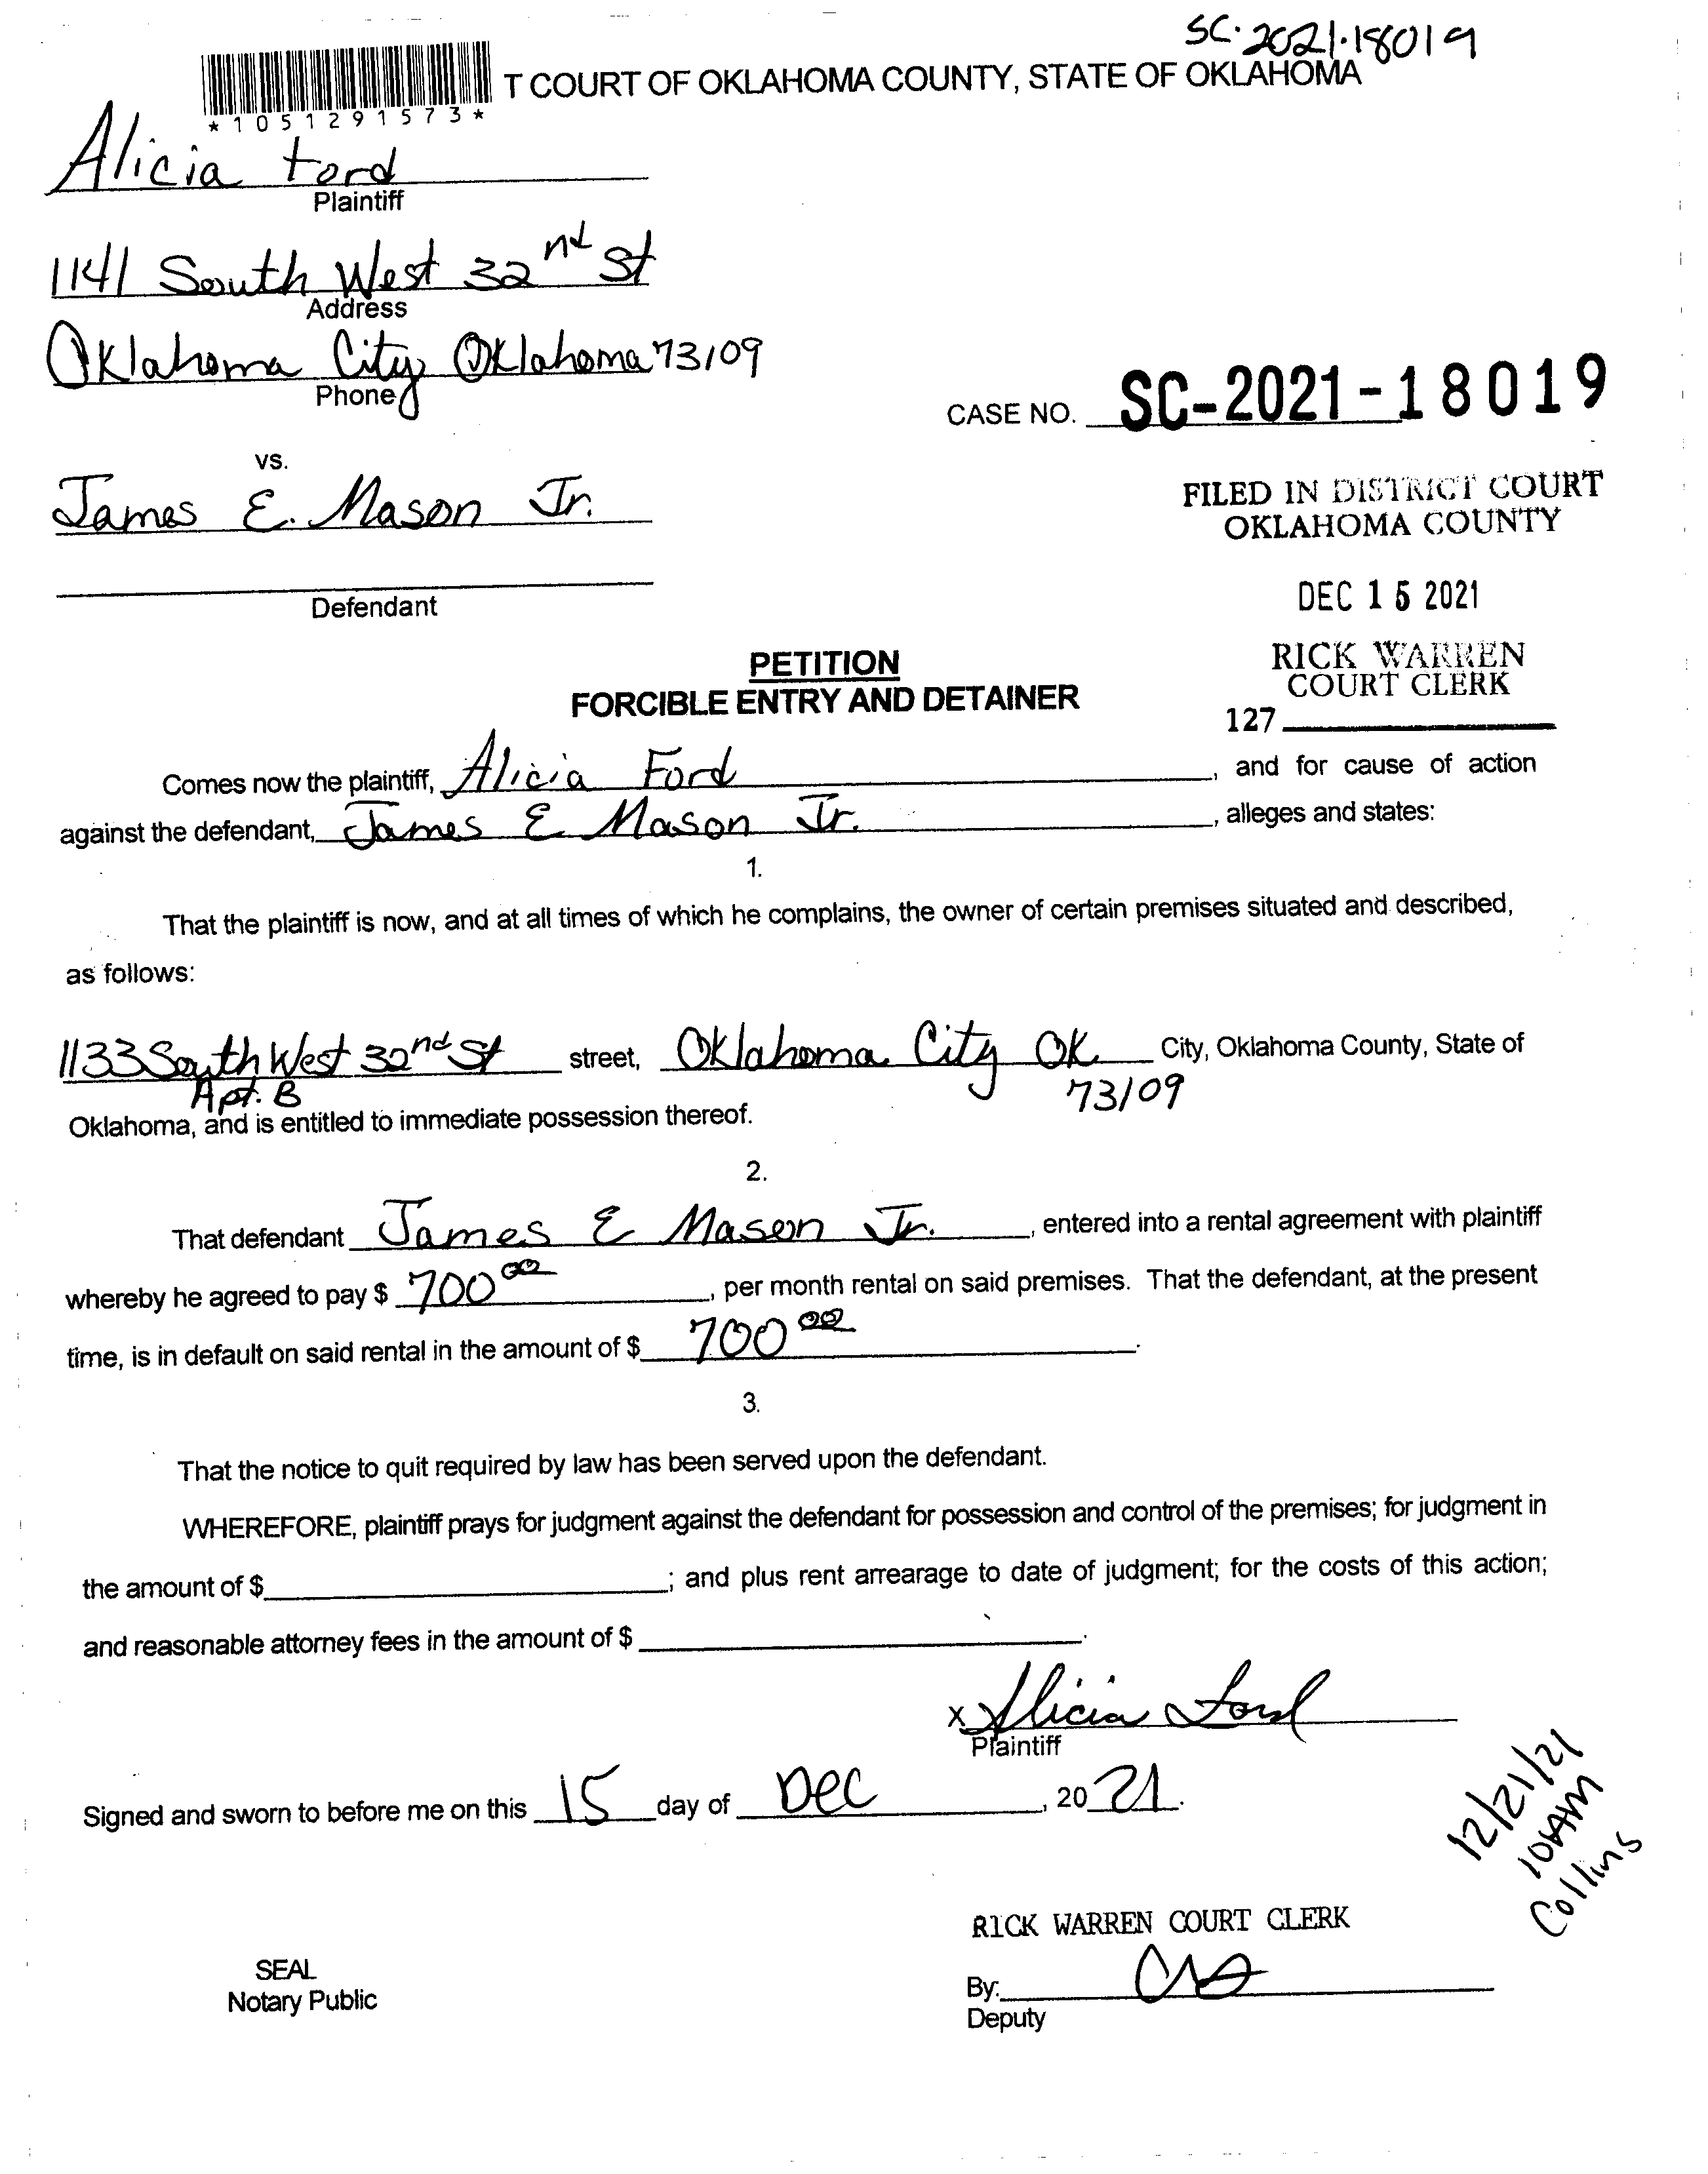 SC-2021-18019
T COURT OF OKLAHOMA COUNTY, STATE OF OKLAHOMA
*1051291573*
Alicia Ford
Plaintiff
1141 South West 32nd St
Address
Oklahoma City Oklahoma 73109
Phone
CASE NO. SC-2021-18019
vs.
James E. Mason Jr.
FILED IN DISTRICT COURT
OKLAHOMA COUNTY
Defendant
DEC 15 2021
PETITION
RICK WARREN
COURT CLERK
FORCIBLE ENTRY AND DETAINER
127
Comes now the plaintiff, Alicia Ford, and for cause of action
against the defendant, James E Mason Jr., alleges and states:
1.
That the plaintiff is now, and at all times of which he complains, the owner of certain premises situated and described,
as follows:
1133 South West 32nd St street, Oklahoma City OK City, Oklahoma County, State of
Apt. B 73109
Oklahoma, and is entitled to immediate possession thereof.
2.
That defendant James E Mason Jr., entered into a rental agreement with plaintiff
whereby he agreed to pay $ 700 00, per month rental on said premises. That the defendant, at the present
time, is in default on said rental in the amount of $ 700 00.
3.
That the notice to quit required by law has been served upon the defendant.
WHEREFORE, plaintiff prays for judgment against the defendant for possession and control of the premises; for judgment in
the amount of $ ; and plus rent arrearage to date of judgment; for the costs of this action;
and reasonable attorney fees in the amount of $ .
x Alicia Ford
Plaintiff
Signed and sworn to before me on this 15 day of Dec, 20 21.
12/21/21
10AM
Collins
RICK WARREN COURT CLERK
SEAL
Notary Public
By:
Deputy